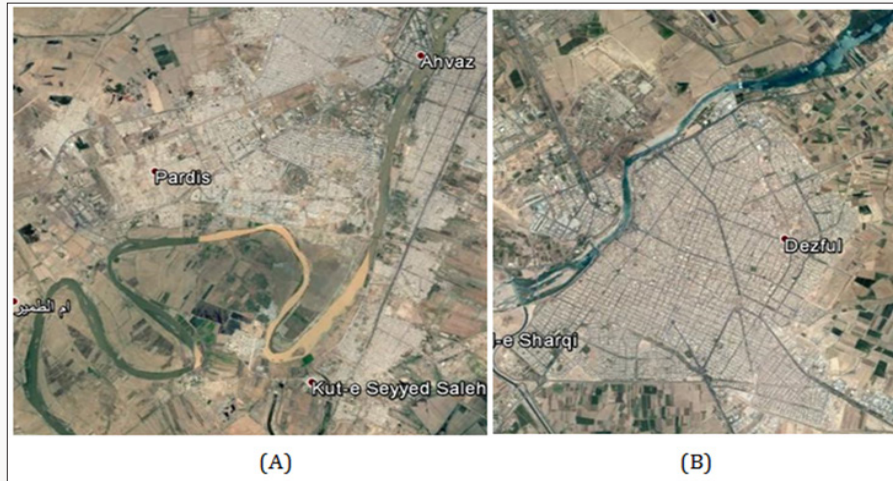 Ahvaz
Pardis
ام الطمير
Kut-e Seyyed Saleh
Dezful
l-e Sharqi
(A)
(B)